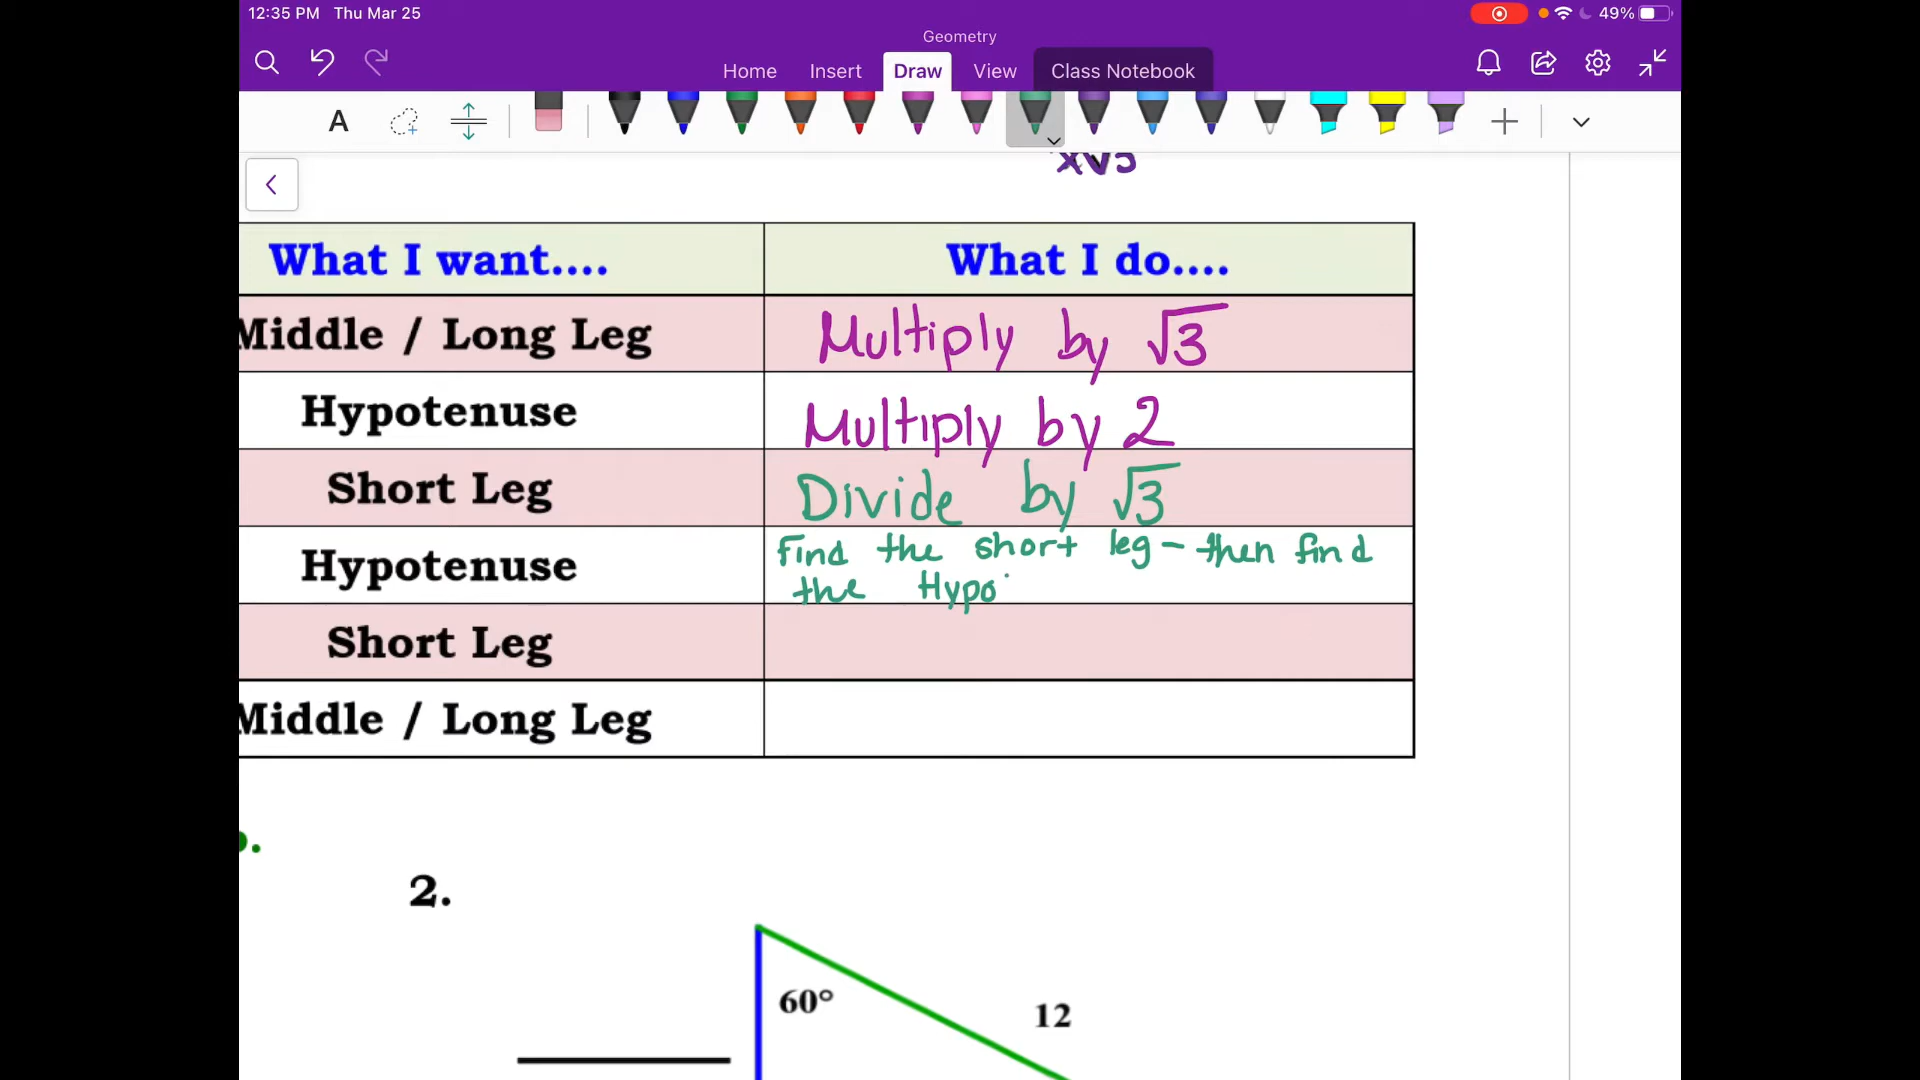 12:35 PM Thu Mar 25
49%
Geometry
Home Insert Draw View Class Notebook
A
What I want.... What I do....
Middle / Long Leg Multiply by √3
Hypotenuse Multiply by 2
Short Leg Divide by √3
Hypotenuse Find the short leg – then find
the Hypo
Short Leg
Middle / Long Leg
2.
60°
12